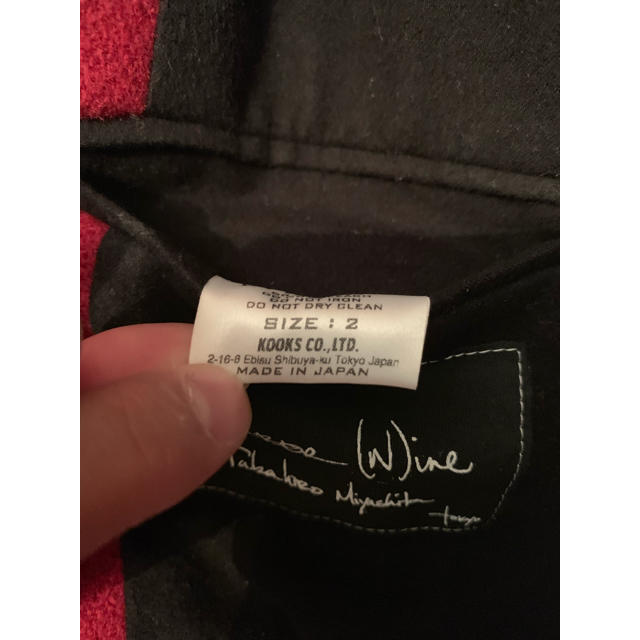 DO NOT IRON
DO NOT DRY CLEAN
SIZE : 2
KOOKS CO.,LTD.
2-16-8 Ebisu Shibuya-ku Tokyo Japan
MADE IN JAPAN
(N)ine
Takahiro Miyashita
tokyo